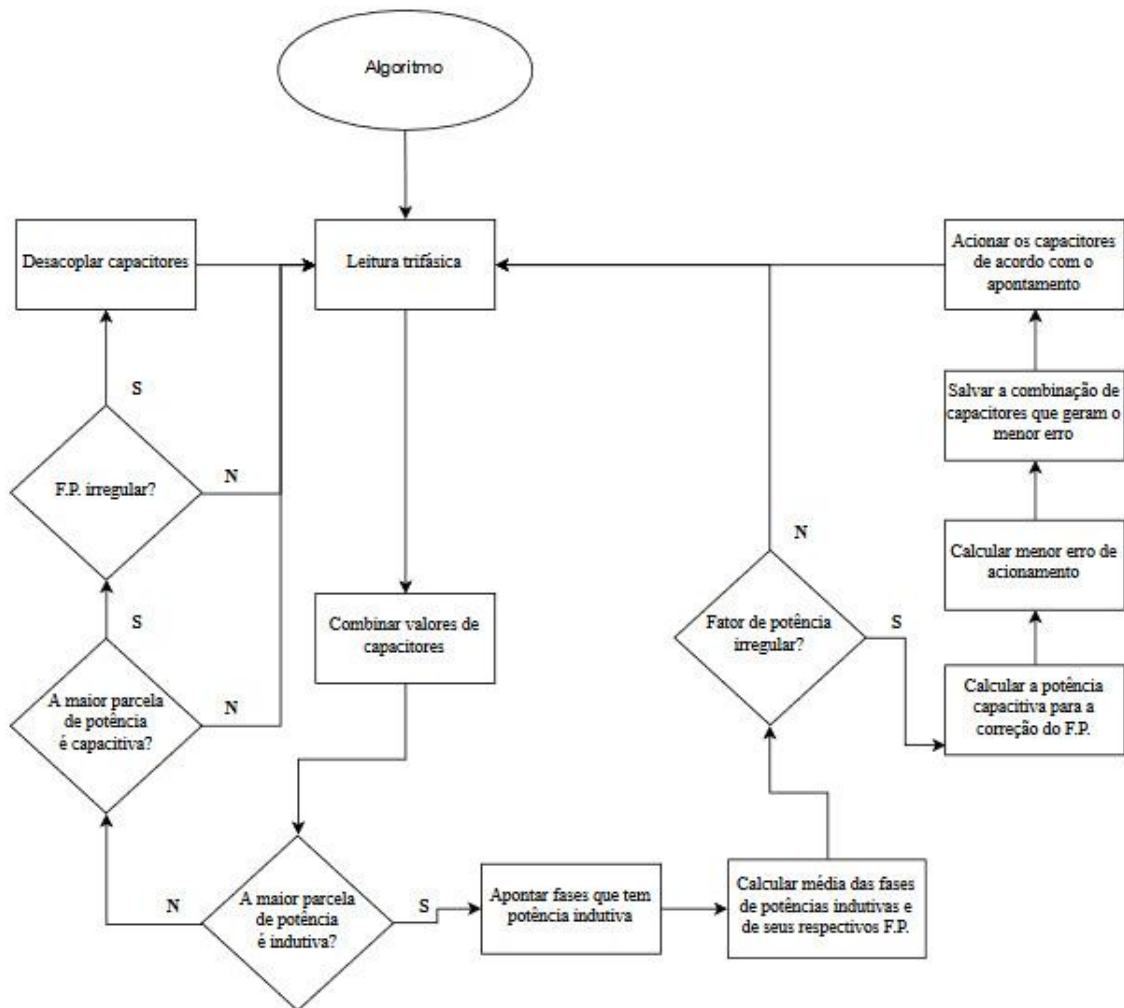 Algoritmo
Desacoplar capacitores
Leitura trifásica
Acionar os capacitores
de acordo com o
apontamento
S
Salvar a combinação de
capacitores que geram o
menor erro
F.P. irregular?
N
N
Calcular menor erro de
acionamento
S
Combinar valores de
capacitores
Fator de potência
irregular?
S
A maior parcela
de potência
é capacitiva?
N
Calcular a potência
capacitiva para a
correção do F.P.
N
A maior parcela
de potência
é indutiva?
S
Apontar fases que tem
potência indutiva
Calcular média das fases
de potências indutivas e
de seus respectivos F.P.